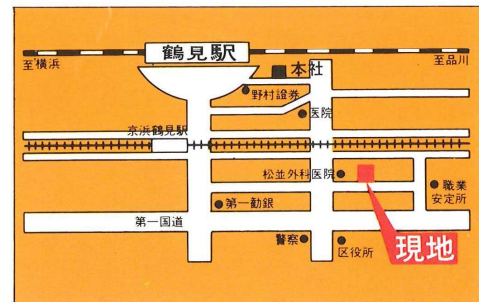 鶴見駅
至横浜
至品川
本社
野村證券
医院
京浜鶴見駅
松並外科医院
職業
安定所
第一勧銀
第一国道
警察
区役所
現地